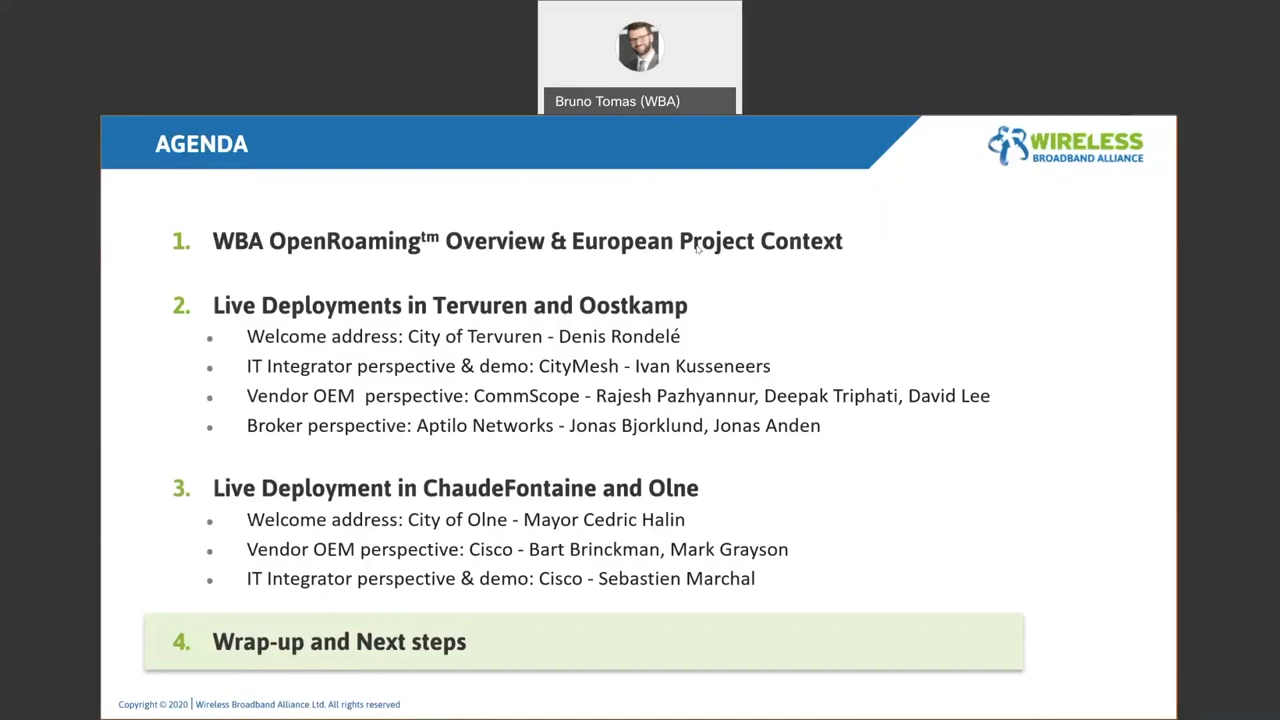 Bruno Tomas (WBA)
AGENDA
WIRELESS
BROADBAND ALLIANCE
1. WBA OpenRoamingᵗᵐ Overview & European Project Context
2. Live Deployments in Tervuren and Oostkamp
• Welcome address: City of Tervuren - Denis Rondelé
• IT Integrator perspective & demo: CityMesh - Ivan Kusseneers
• Vendor OEM perspective: CommScope - Rajesh Pazhyannur, Deepak Triphati, David Lee
• Broker perspective: Aptilo Networks - Jonas Bjorklund, Jonas Anden
3. Live Deployment in ChaudeFontaine and Olne
• Welcome address: City of Olne - Mayor Cedric Halin
• Vendor OEM perspective: Cisco - Bart Brinckman, Mark Grayson
• IT Integrator perspective & demo: Cisco - Sebastien Marchal
4. Wrap-up and Next steps
Copyright © 2020 | Wireless Broadband Alliance Ltd. All rights reserved